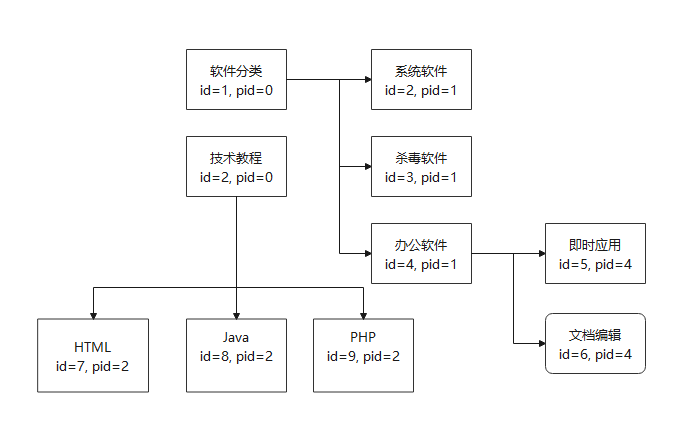 软件分类
id=1, pid=0
系统软件
id=2, pid=1
技术教程
id=2, pid=0
杀毒软件
id=3, pid=1
办公软件
id=4, pid=1
即时应用
id=5, pid=4
文档编辑
id=6, pid=4
HTML
id=7, pid=2
Java
id=8, pid=2
PHP
id=9, pid=2